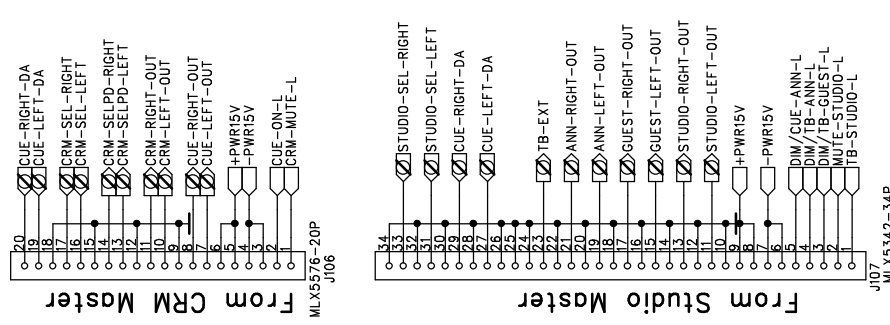 CUE-RIGHT-DA
CUE-LEFT-DA
CRM-SEL-RIGHT
CRM-SEL-LEFT
CRM-SELPD-RIGHT
CRM-SELPD-LEFT
CRM-RIGHT-OUT
CRM-LEFT-OUT
CUE-RIGHT-OUT
CUE-LEFT-OUT
+PWR15V
-PWR15V
CUE-ON-L
CRM-MUTE-L
20
19
18
17
16
15
14
13
12
11
10
9
8
7
6
5
4
3
2
1
MLX5576-20P
J106
From CRM Master
STUDIO-SEL-RIGHT
STUDIO-SEL-LEFT
CUE-RIGHT-DA
CUE-LEFT-DA
TB-EXT
ANN-RIGHT-OUT
ANN-LEFT-OUT
GUEST-RIGHT-OUT
GUEST-LEFT-OUT
STUDIO-RIGHT-OUT
STUDIO-LEFT-OUT
+PWR15V
-PWR15V
DIM/CUE-ANN-L
DIM/TB-ANN-L
DIM/TB-GUEST-L
MUTE-STUDIO-L
TB-STUDIO-L
34
33
32
31
30
29
28
27
26
25
24
23
22
21
20
19
18
17
16
15
14
13
12
11
10
9
8
7
6
5
4
3
2
1
J107
MLX5342-34P
From Studio Master